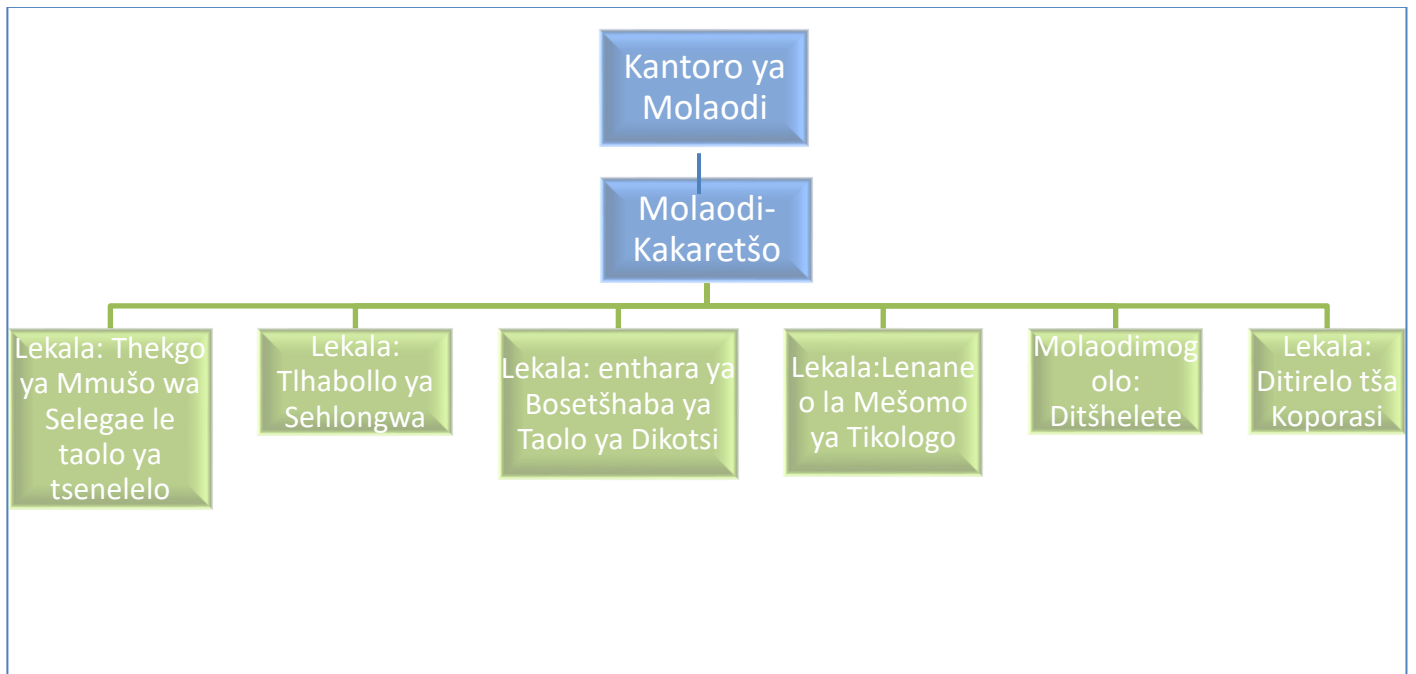 Kantoro ya
Molaodi
Molaodi-
Kakaretšo
Lekala: Thekgo
ya Mmušo wa
Selegae le
taolo ya
tsenelelo
Lekala:
Tlhabollo ya
Sehlongwa
Lekala: enthara ya
Bosetšhaba ya
Taolo ya Dikotsi
Lekala:Lenane
o la Mešomo
ya Tikologo
Molaodimog
olo:
Ditšhelete
Lekala:
Ditirelo tša
Koporasi